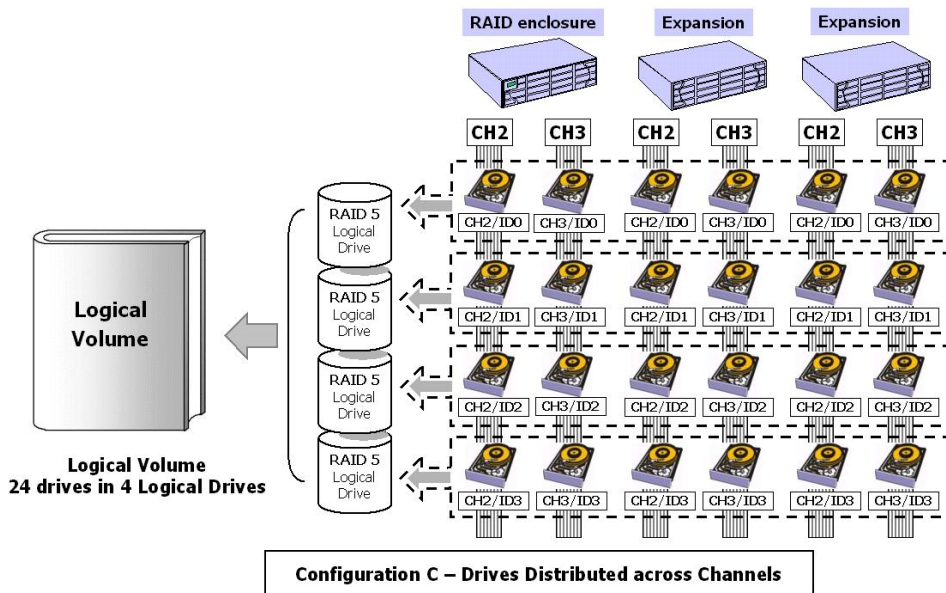 RAID enclosure Expansion Expansion
CH2 CH3 CH2 CH3 CH2 CH3
CH2/ID0 CH3/ID0 CH2/ID0 CH3/ID0 CH2/ID0 CH3/ID0
RAID 5
Logical
Drive
CH2/ID1 CH3/ID1 CH2/ID1 CH3/ID1 CH2/ID1 CH3/ID1
RAID 5
Logical
Drive
Logical
Volume
CH2/ID2 CH3/ID2 CH2/ID2 CH3/ID2 CH2/ID2 CH3/ID2
RAID 5
Logical
Drive
CH2/ID3 CH3/ID3 CH2/ID3 CH3/ID3 CH2/ID3 CH3/ID3
RAID 5
Logical
Drive
Logical Volume
24 drives in 4 Logical Drives
Configuration C – Drives Distributed across Channels